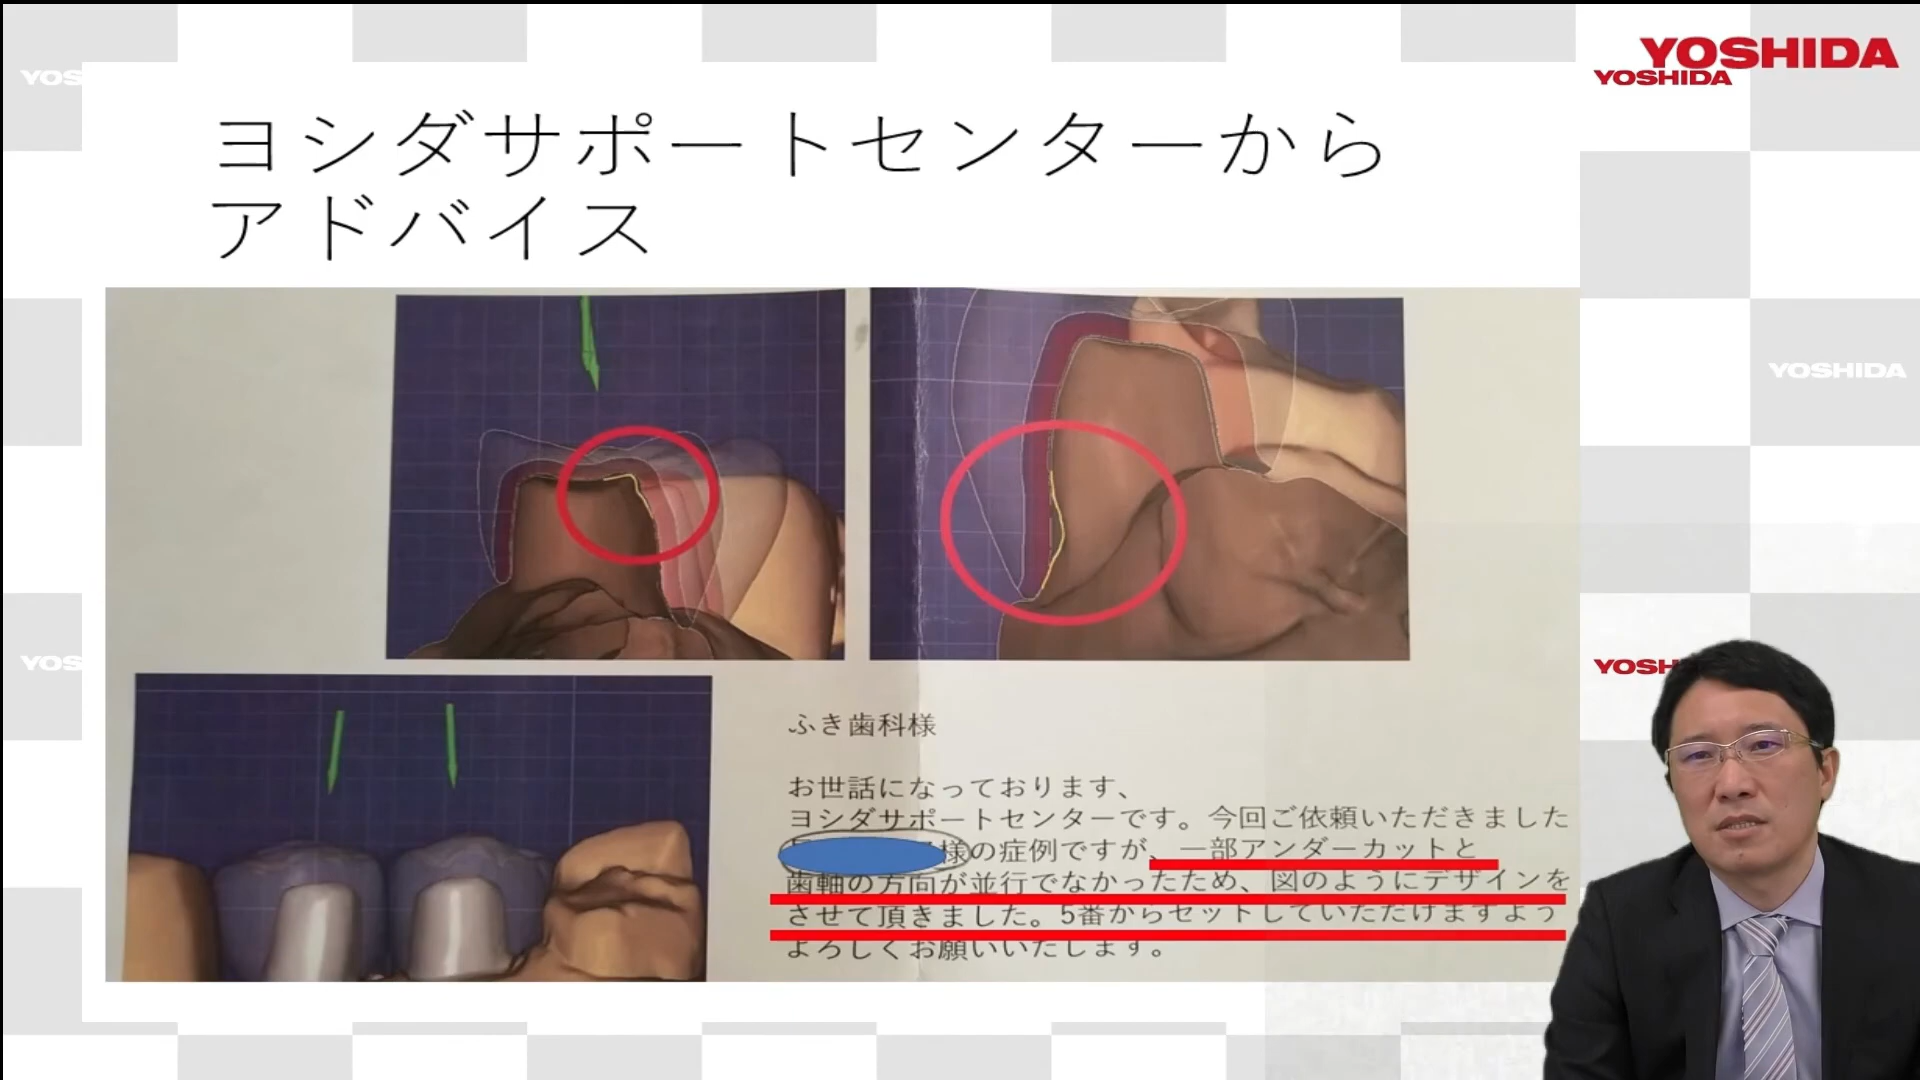 YOSHIDA
YOSHIDA
YOS
ヨシダサポートセンターから
アドバイス
YOSHIDA
YOS
YOSH
ふき歯科様
お世話になっております、
ヨシダサポートセンターです。今回ご依頼いただきました
様の症例ですが、一部アンダーカットと
歯軸の方向が並行でなかったため、図のようにデザインを
させて頂きました。5番からセットしていただけますよう
よろしくお願いいたします。